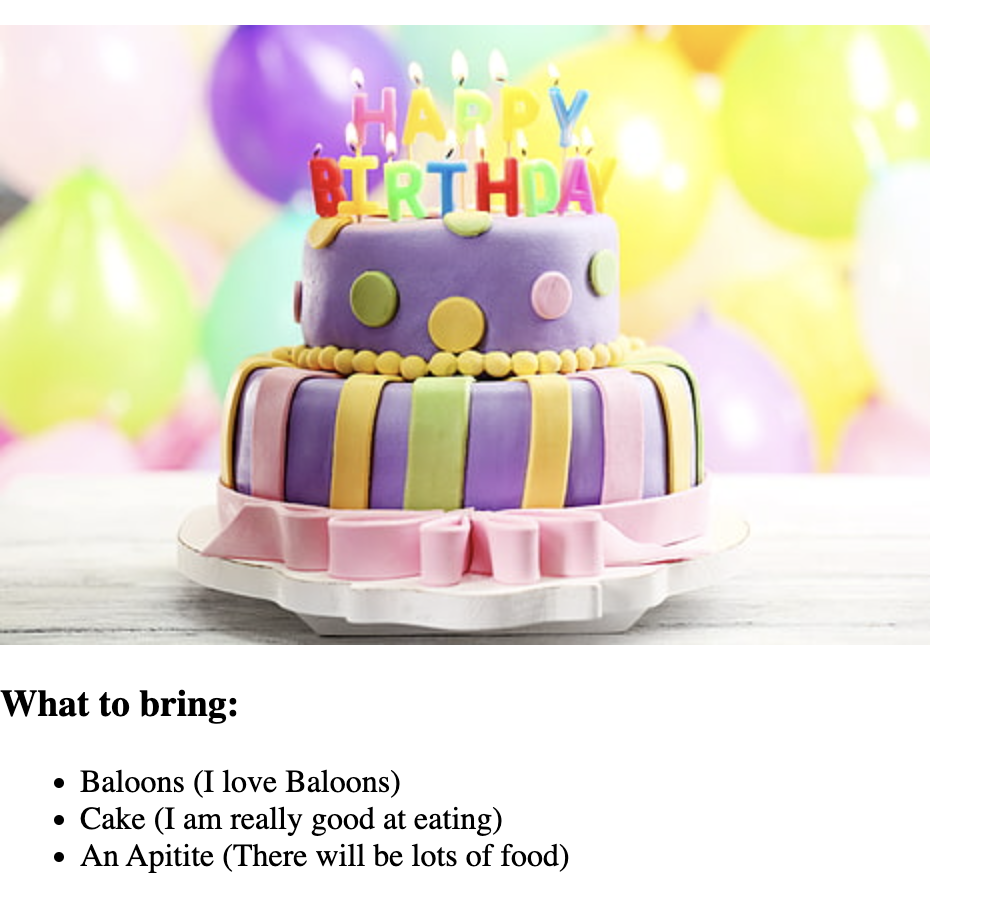 HAPPY
BIRTHDAY
What to bring:
Baloons (I love Baloons)
Cake (I am really good at eating)
An Apitite (There will be lots of food)